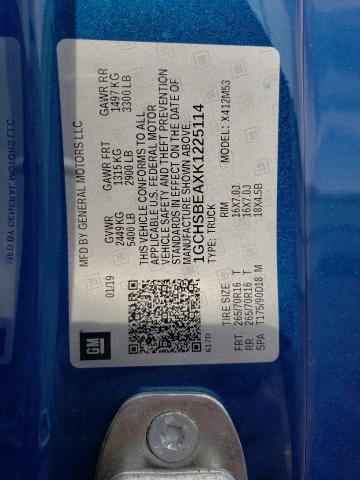 MFD BY GENERAL MOTORS LLC
01/19
GVWR GAWR FRT GAWR RR
2449 KG 1315 KG 1497 KG
5400 LB 2900 LB 3300 LB
THIS VEHICLE CONFORMS TO ALL
APPLICABLE U.S. FEDERAL MOTOR
VEHICLE SAFETY AND THEFT PREVENTION
STANDARDS IN EFFECT ON THE DATE OF
MANUFACTURE SHOWN ABOVE.
1GCHSBEAXK1225114
TYPE: TRUCK MODEL: X412M53
TIRE SIZE RIM
FRT 265/70R16 T 16X7.0J
RR 265/70R16 T 16X7.0J
SPA T175/90D18 M 18X4.5B
GM
617D